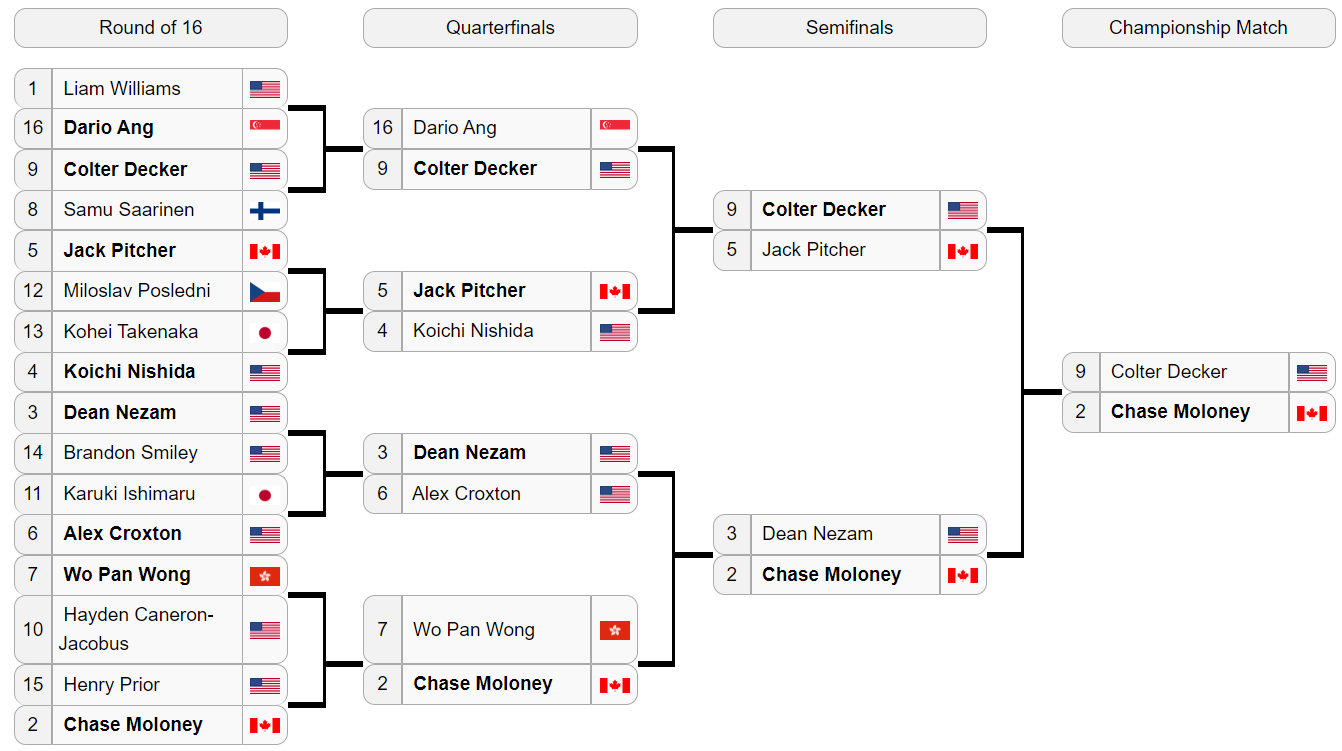 Round of 16
Quarterfinals
Semifinals
Championship Match
1 Liam Williams
16 Dario Ang
9 Colter Decker
8 Samu Saarinen
5 Jack Pitcher
12 Miloslav Posledni
13 Kohei Takenaka
4 Koichi Nishida
3 Dean Nezam
14 Brandon Smiley
11 Karuki Ishimaru
6 Alex Croxton
7 Wo Pan Wong
10 Hayden Caneron-
Jacobus
15 Henry Prior
2 Chase Moloney
16 Dario Ang
9 Colter Decker
5 Jack Pitcher
4 Koichi Nishida
3 Dean Nezam
6 Alex Croxton
7 Wo Pan Wong
2 Chase Moloney
9 Colter Decker
5 Jack Pitcher
3 Dean Nezam
2 Chase Moloney
9 Colter Decker
2 Chase Moloney